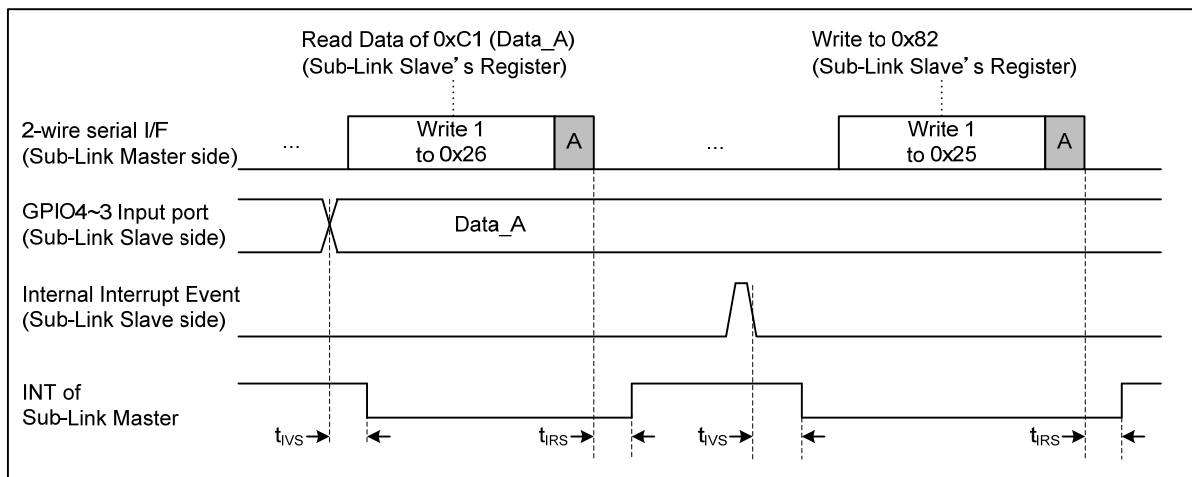 Read Data of 0xC1 (Data_A)
(Sub-Link Slave's Register)
Write to 0x82
(Sub-Link Slave's Register)
2-wire serial I/F
(Sub-Link Master side)
...
Write 1
to 0x26
A
...
Write 1
to 0x25
A
GPIO4~3 Input port
(Sub-Link Slave side)
Data_A
Internal Interrupt Event
(Sub-Link Slave side)
INT of
Sub-Link Master
tIVS
tIRS
tIVS
tIRS